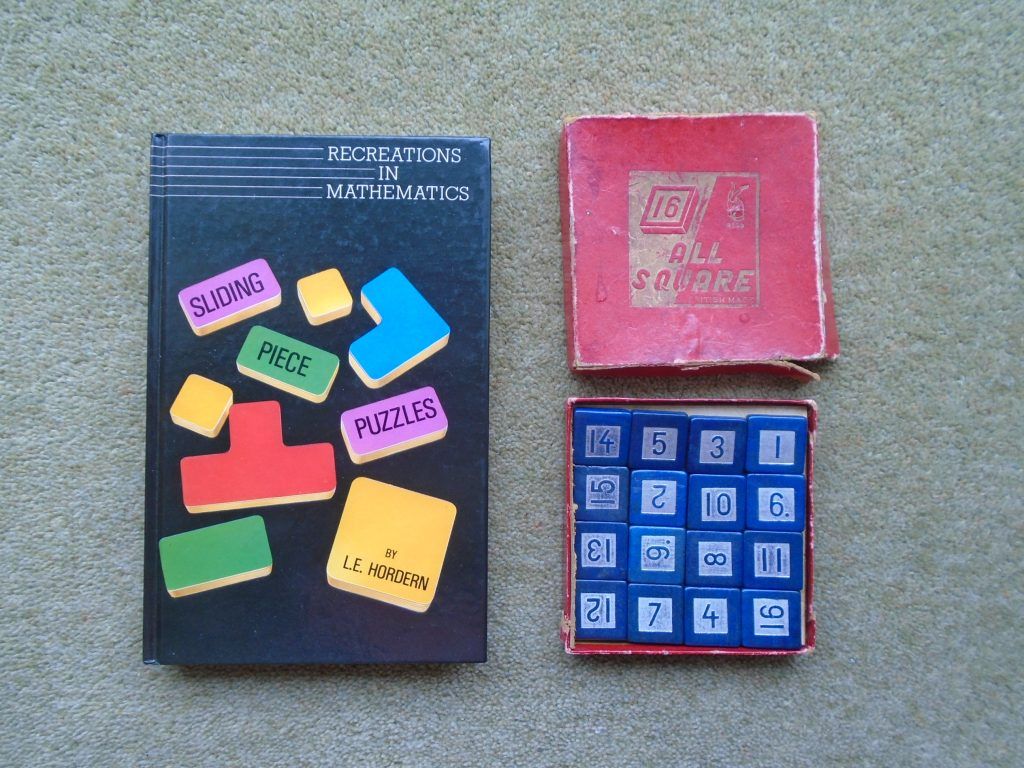 RECREATIONS
IN
MATHEMATICS
SLIDING
PIECE
PUZZLES
BY
L.E. HORDERN
16
ALL
SQUARE
14 5 3 1
15 2 10 6.
13 9. 8 11
12 7 4 16